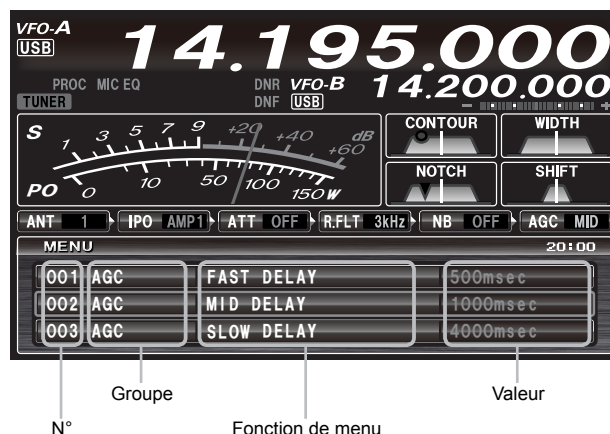 VFO-A
USB
14.195.000
PROC MIC EQ
TUNER
DNR VFO-B 14.200.000
DNF USB
- +
S 1 3 5 7 9 +20 +40 +60 dB
PO 0 10 50 100 150 W
CONTOUR WIDTH
NOTCH SHIFT
ANT 1 IPO AMP1 ATT OFF R.FLT 3kHz NB OFF AGC MID
MENU 20:00
001 AGC FAST DELAY 500msec
002 AGC MID DELAY 1000msec
003 AGC SLOW DELAY 4000msec
Groupe Valeur
N° Fonction de menu